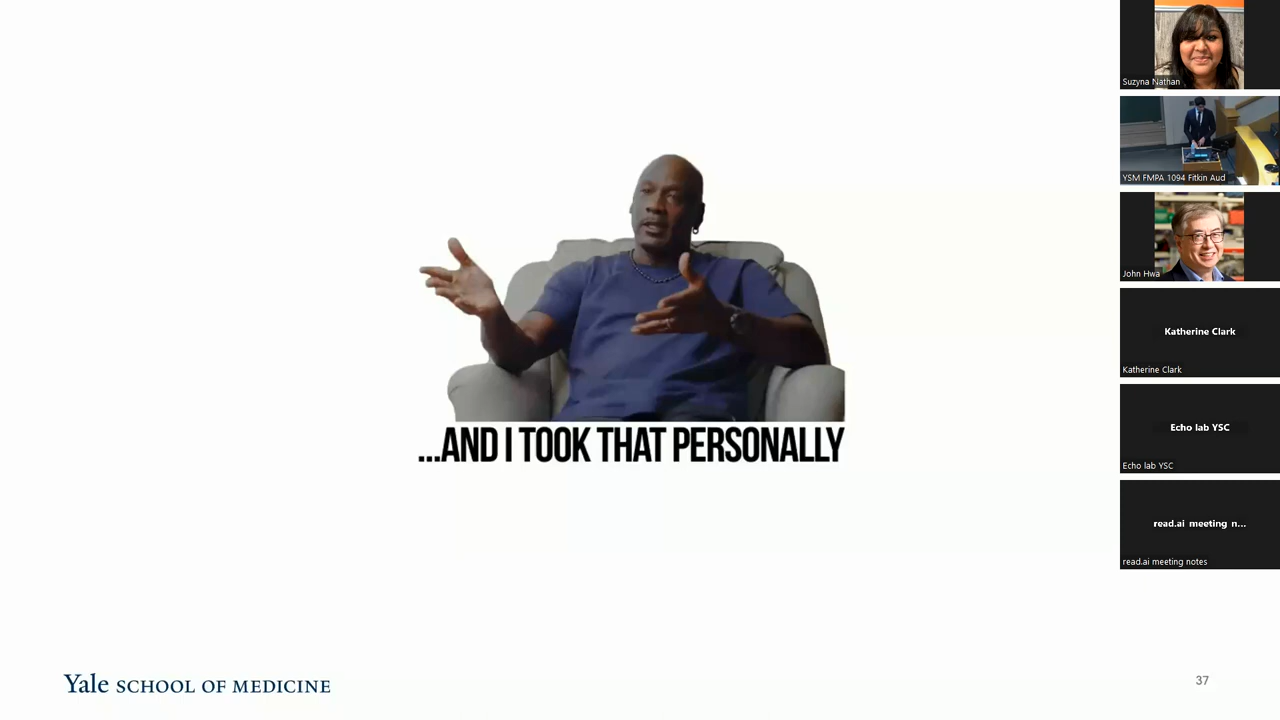 ...AND I TOOK THAT PERSONALLY
Yale SCHOOL OF MEDICINE
37
Suzyna Nathan
YSM FMPA 1094 Fitkin Aud
John Hwa
Katherine Clark
Katherine Clark
Echo lab YSC
Echo lab YSC
read.ai meeting n...
read.ai meeting notes